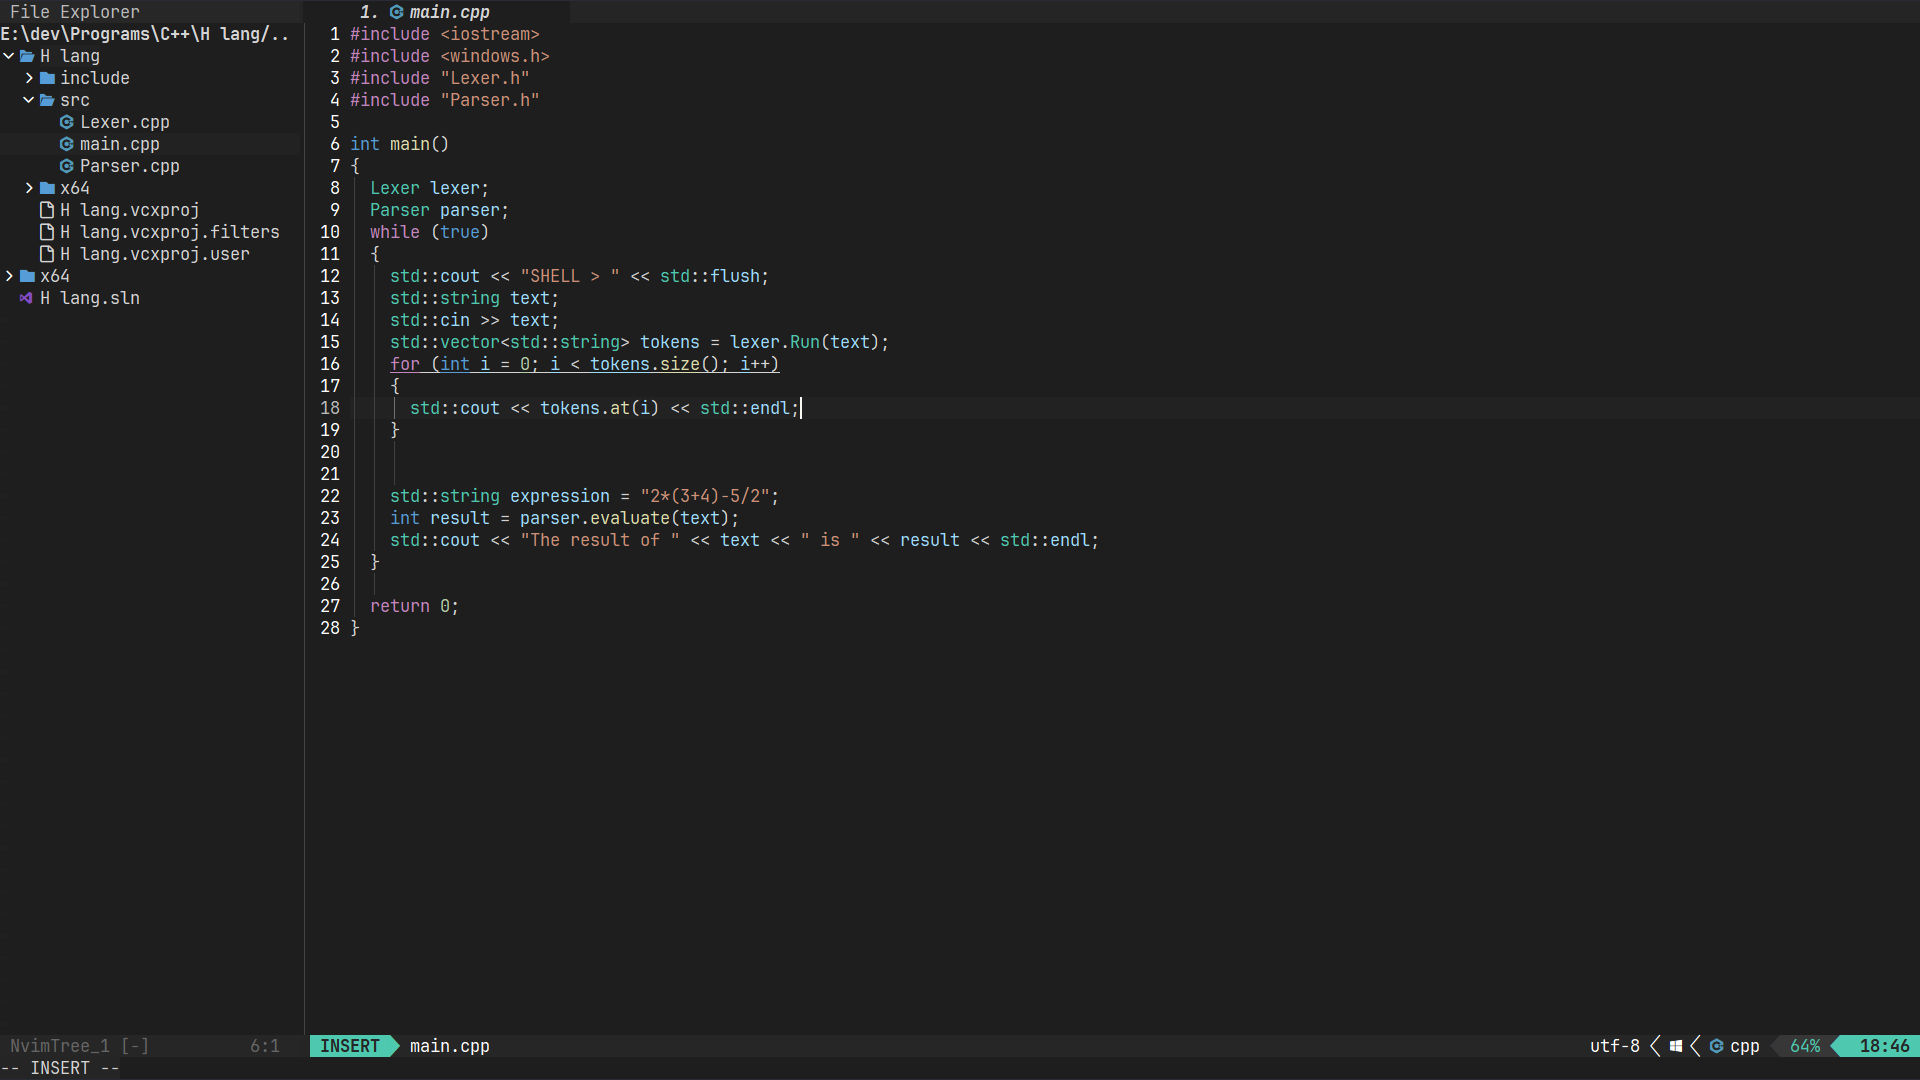 File Explorer
E:\dev\Programs\C++\H lang/..
H lang
include
src
Lexer.cpp
main.cpp
Parser.cpp
x64
H lang.vcxproj
H lang.vcxproj.filters
H lang.vcxproj.user
x64
H lang.sln
1. main.cpp
1 #include <iostream>
2 #include <windows.h>
3 #include "Lexer.h"
4 #include "Parser.h"
5
6 int main()
7 {
8   Lexer lexer;
9   Parser parser;
10   while (true)
11   {
12     std::cout << "SHELL > " << std::flush;
13     std::string text;
14     std::cin >> text;
15     std::vector<std::string> tokens = lexer.Run(text);
16     for (int i = 0; i < tokens.size(); i++)
17     {
18       std::cout << tokens.at(i) << std::endl;
19     }
20
21
22     std::string expression = "2*(3+4)-5/2";
23     int result = parser.evaluate(text);
24     std::cout << "The result of " << text << " is " << result << std::endl;
25   }
26
27   return 0;
28 }
NvimTree_1 [-] 6:1
INSERT main.cpp utf-8 cpp 64% 18:46
-- INSERT --